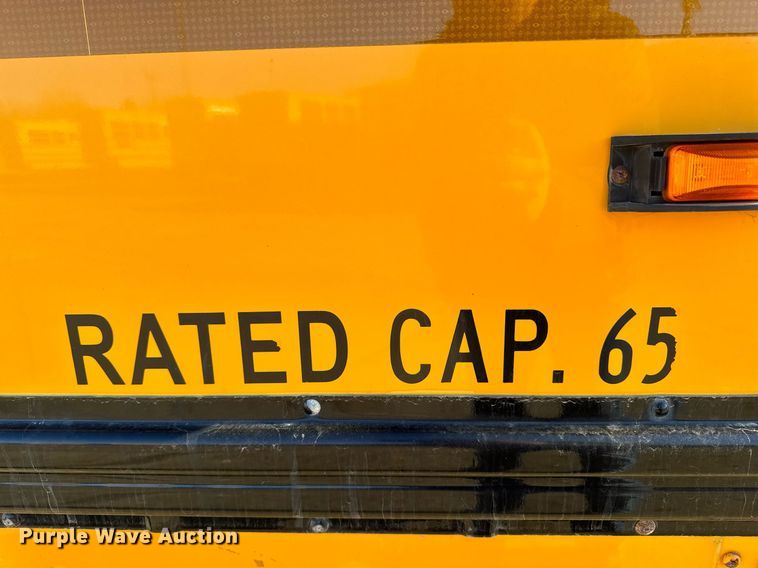 RATED CAP. 65
Purple Wave Auction